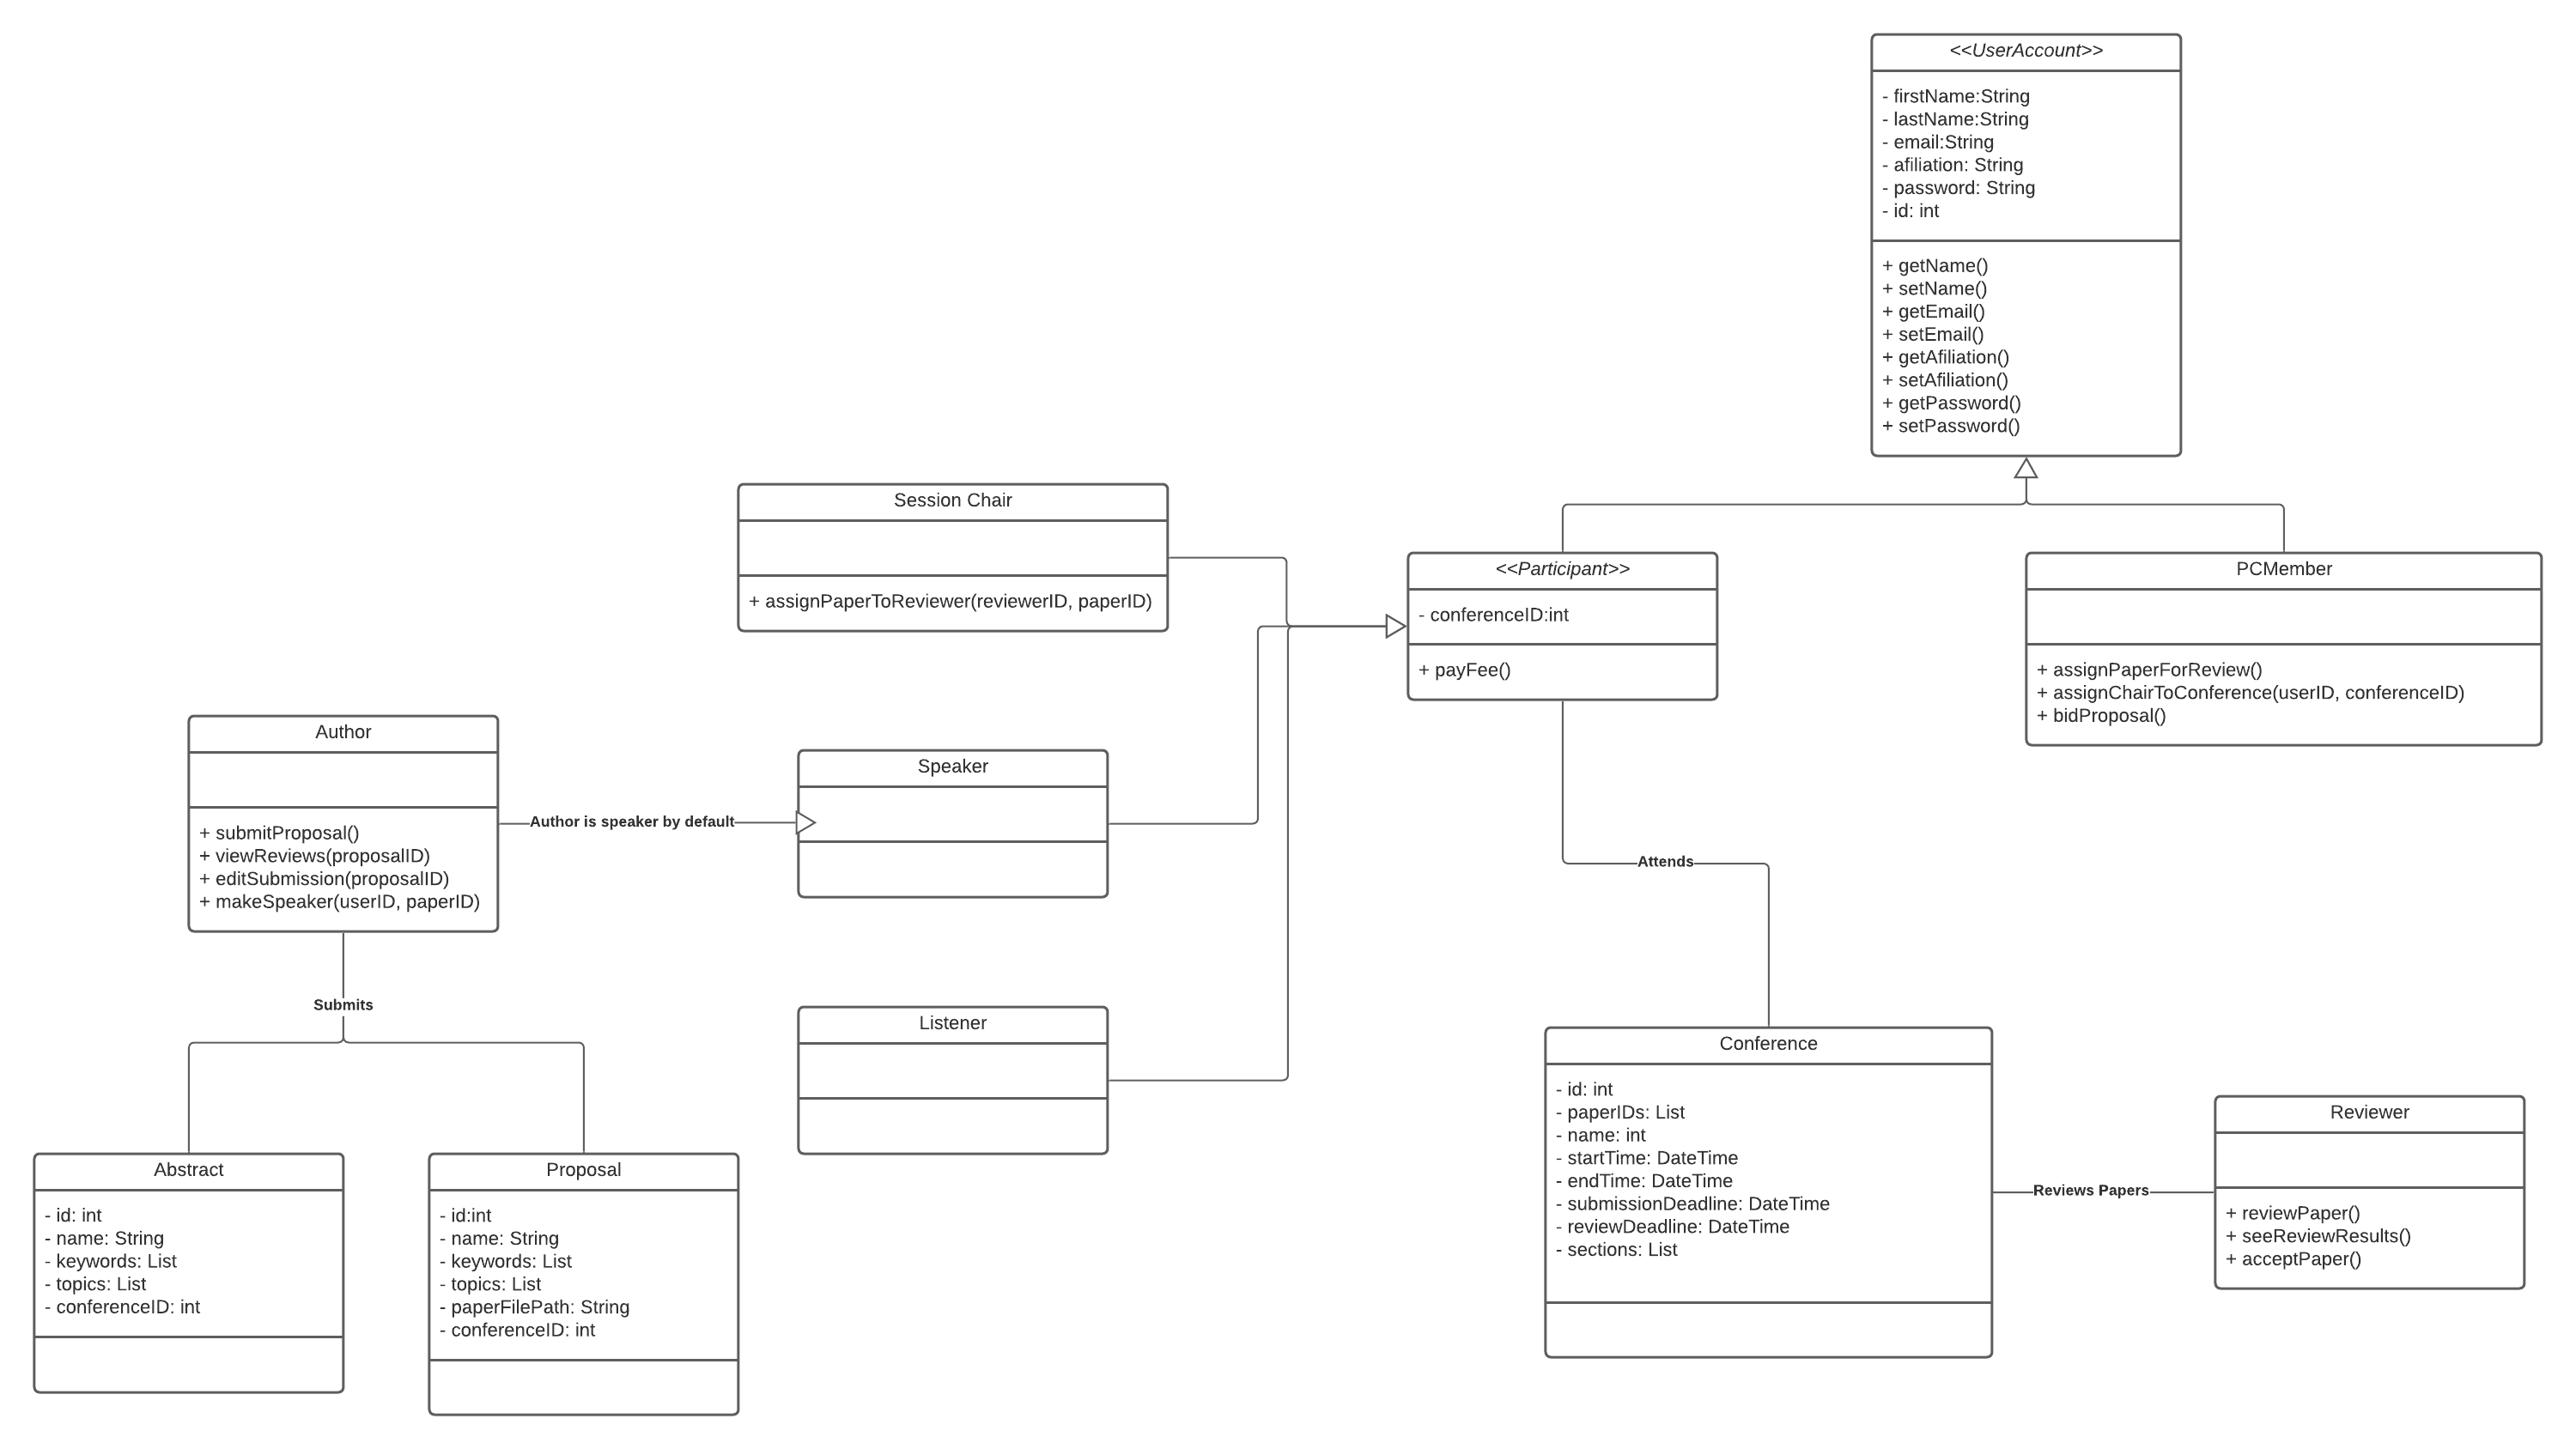 <<UserAccount>>
- firstName:String
- lastName:String
- email:String
- afiliation: String
- password: String
- id: int
+ getName()
+ setName()
+ getEmail()
+ setEmail()
+ getAfiliation()
+ setAfiliation()
+ getPassword()
+ setPassword()
Session Chair
+ assignPaperToReviewer(reviewerID, paperID)
<<Participant>>
- conferenceID:int
+ payFee()
PCMember
+ assignPaperForReview()
+ assignChairToConference(userID, conferenceID)
+ bidProposal()
Author
+ submitProposal()
+ viewReviews(proposalID)
+ editSubmission(proposalID)
+ makeSpeaker(userID, paperID)
Author is speaker by default
Speaker
Attends
Submits
Listener
Conference
- id: int
- paperIDs: List
- name: int
- startTime: DateTime
- endTime: DateTime
- submissionDeadline: DateTime
- reviewDeadline: DateTime
- sections: List
Reviews Papers
Reviewer
+ reviewPaper()
+ seeReviewResults()
+ acceptPaper()
Abstract
- id: int
- name: String
- keywords: List
- topics: List
- conferenceID: int
Proposal
- id:int
- name: String
- keywords: List
- topics: List
- paperFilePath: String
- conferenceID: int